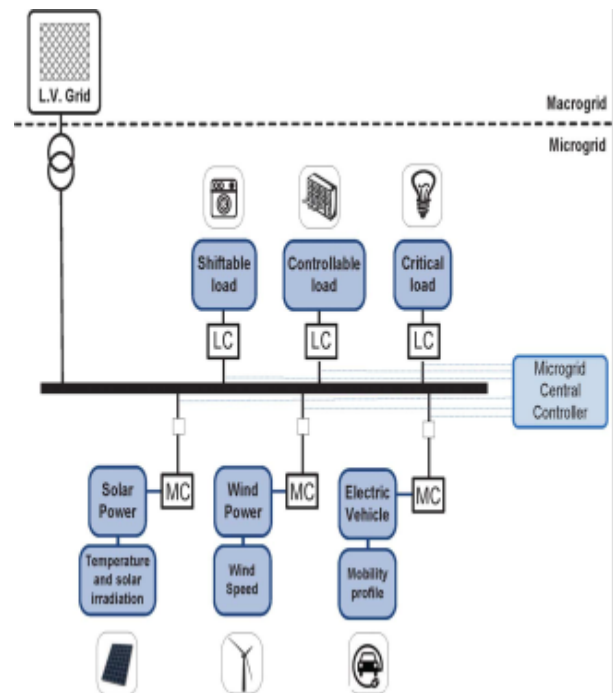 L.V. Grid
Macrogrid
Microgrid
Shiftable
load
Controllable
load
Critical
load
LC
LC
LC
Microgrid
Central
Controller
Solar
Power
MC
Wind
Power
MC
Electric
Vehicle
MC
Temperature
and solar
irradiation
Wind
Speed
Mobility
profile